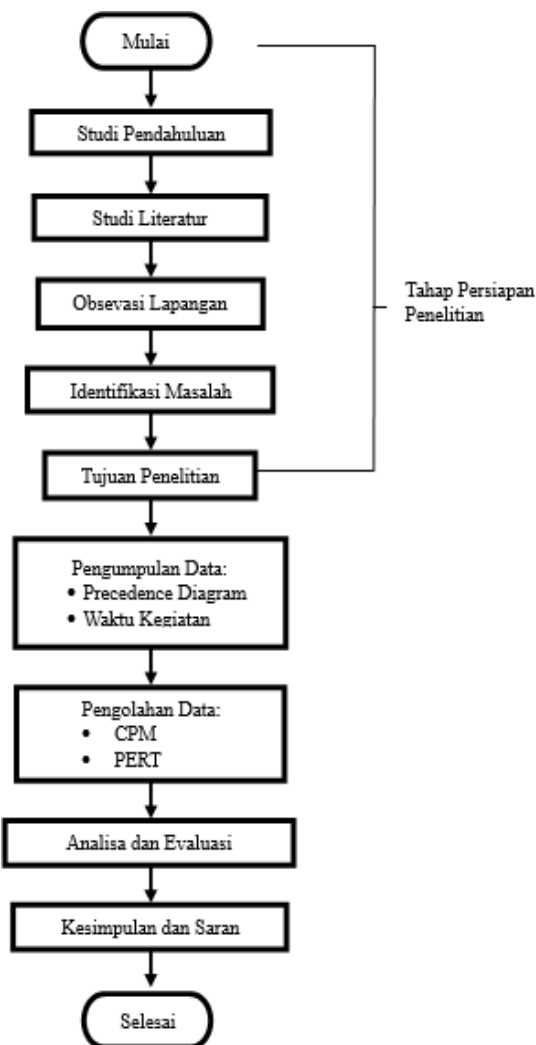 Mulai
Studi Pendahuluan
Studi Literatur
Obsevasi Lapangan
Tahap Persiapan
Penelitian
Identifikasi Masalah
Tujuan Penelitian
Pengumpulan Data:
• Precedence Diagram
• Waktu Kegiatan
Pengolahan Data:
• CPM
• PERT
Analisa dan Evaluasi
Kesimpulan dan Saran
Selesai